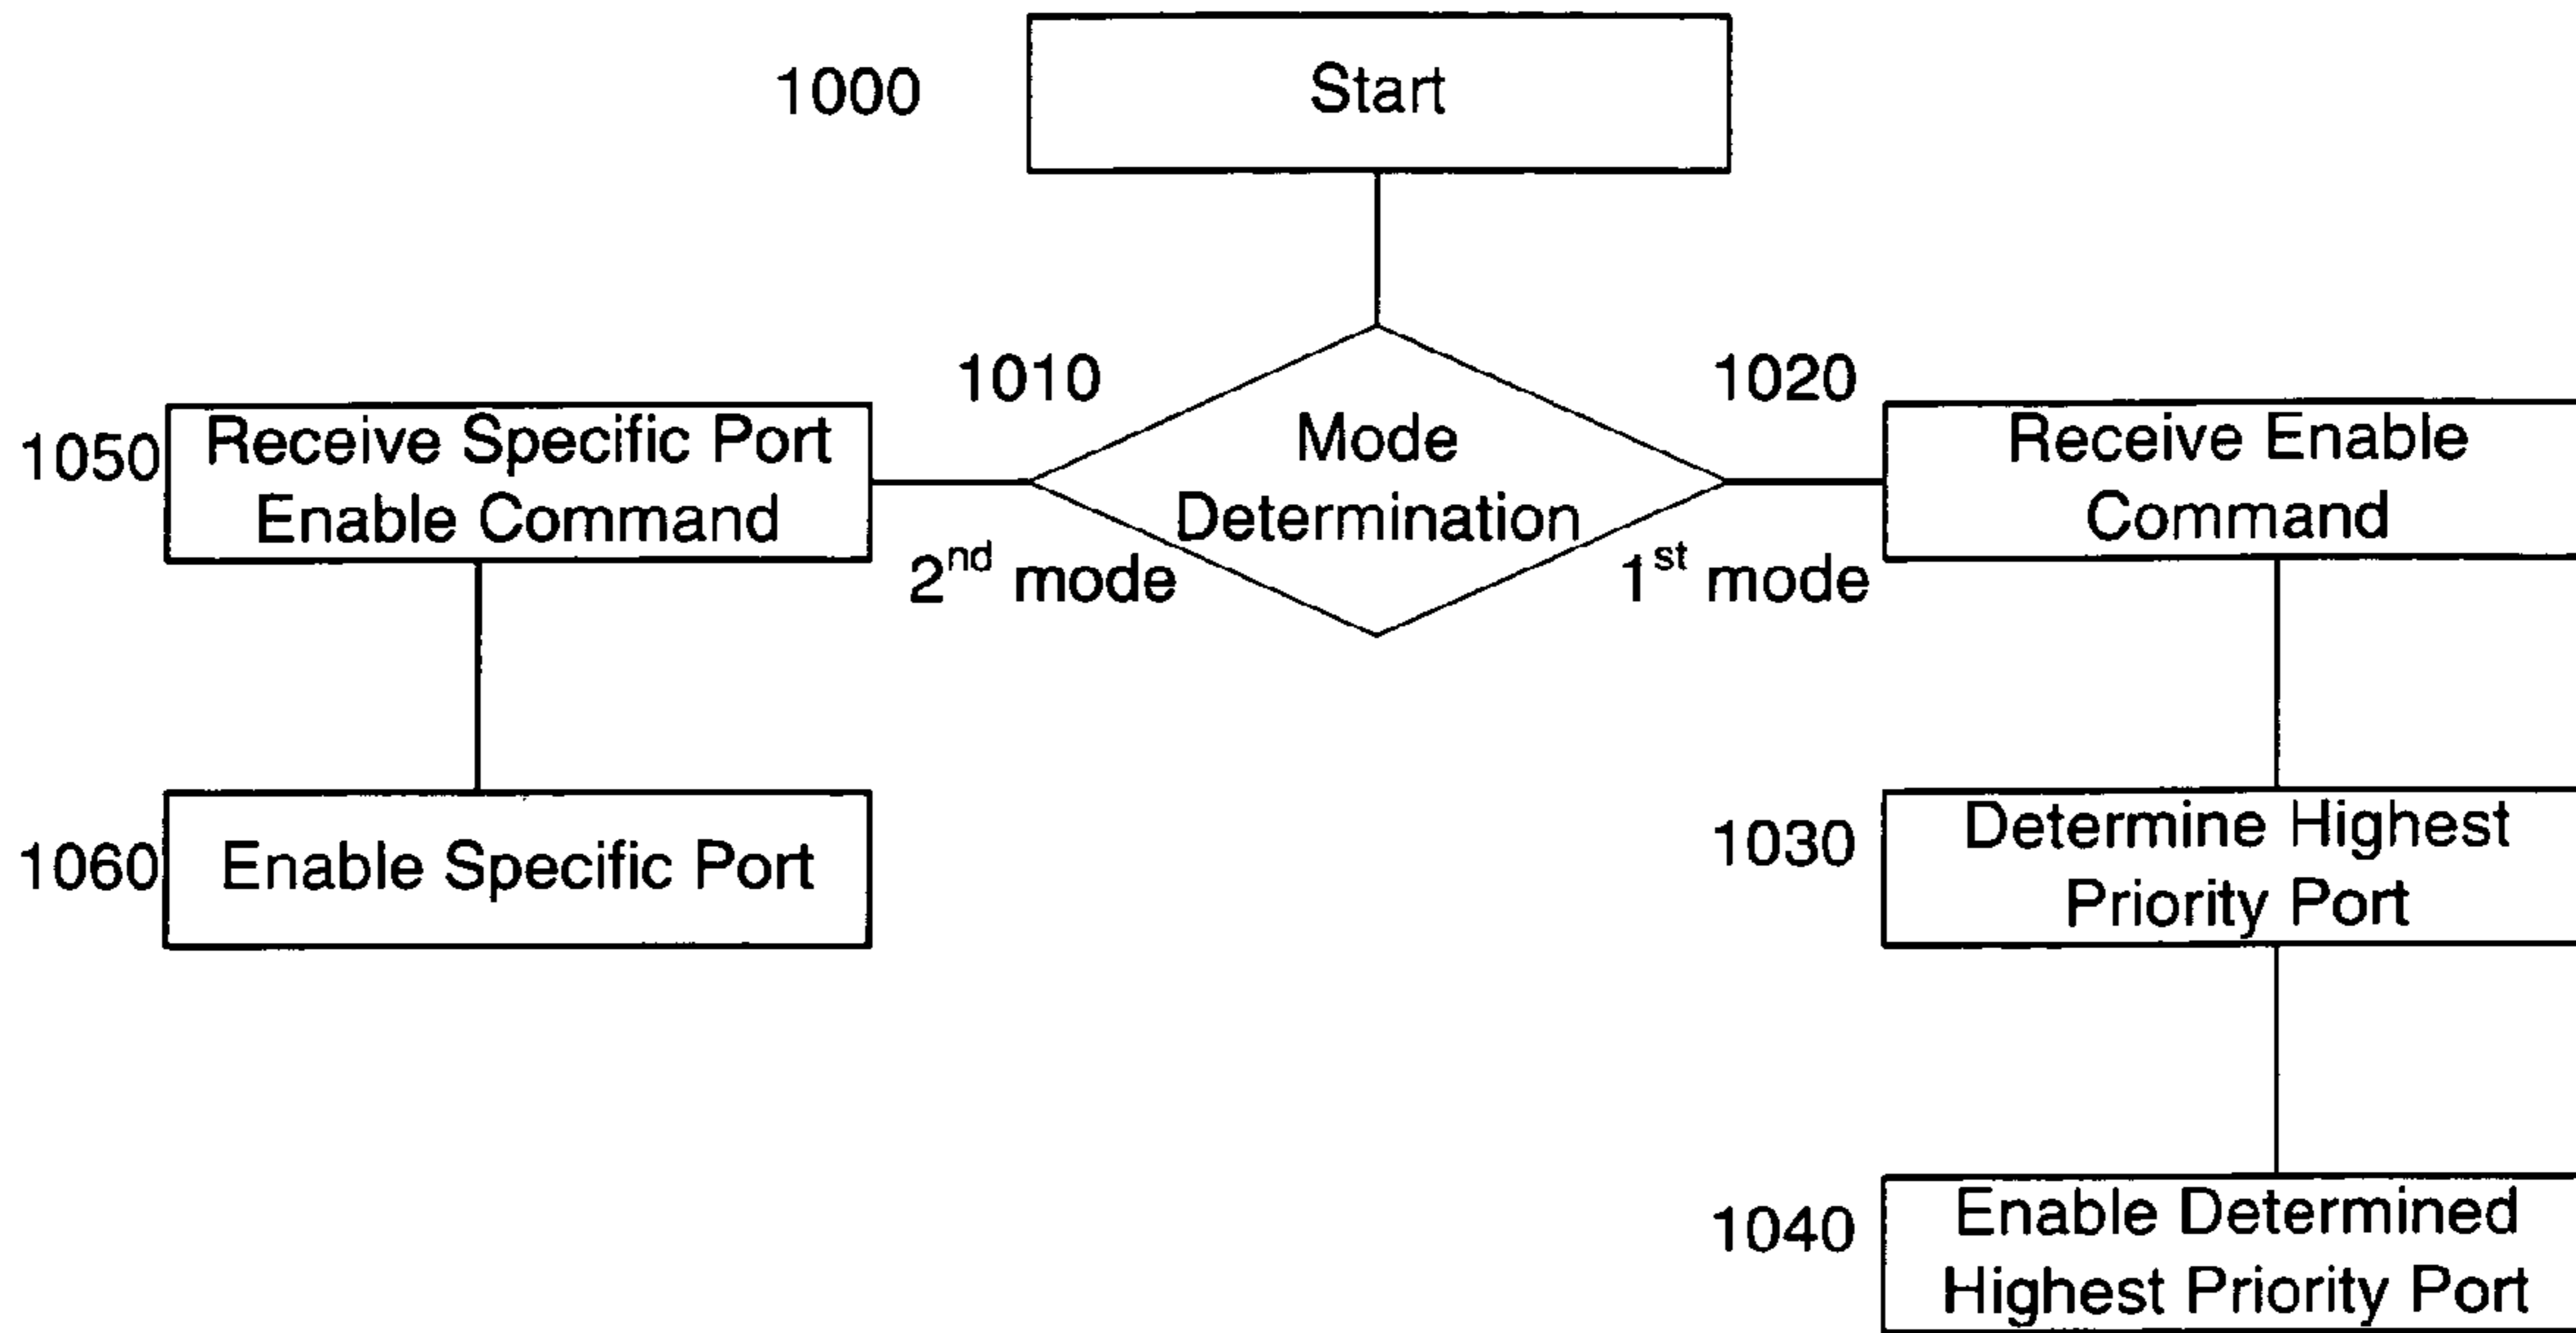 1000
Start
1010
Mode
Determination
2nd mode
1st mode
1020
Receive Enable
Command
1050
Receive Specific Port
Enable Command
1060
Enable Specific Port
1030
Determine Highest
Priority Port
1040
Enable Determined
Highest Priority Port